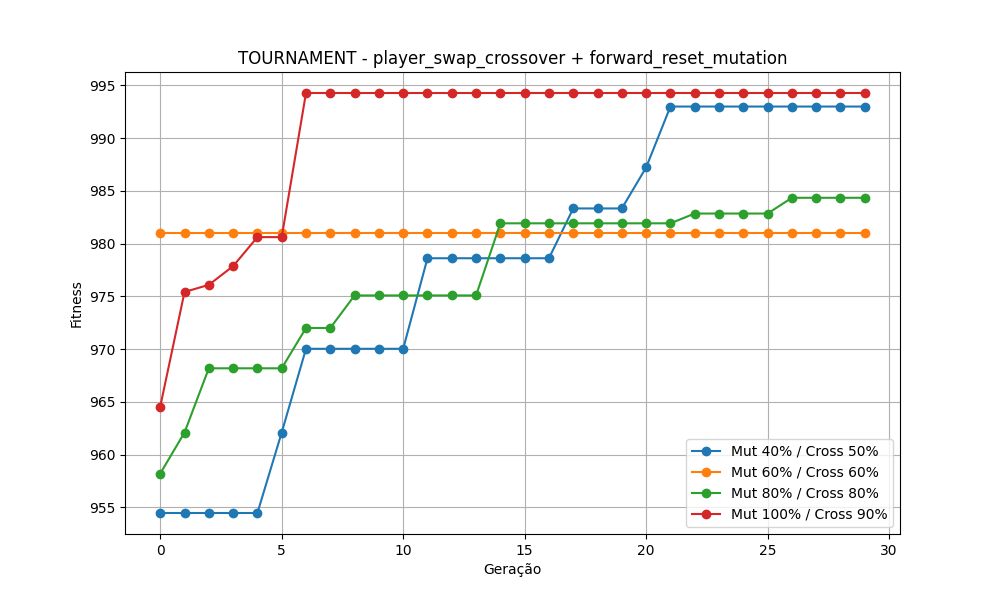 TOURNAMENT - player_swap_crossover + forward_reset_mutation
995
990
985
980
975
970
965
960
955
Fitness
0
5
10
15
20
25
30
Geração
Mut 40% / Cross 50%
Mut 60% / Cross 60%
Mut 80% / Cross 80%
Mut 100% / Cross 90%